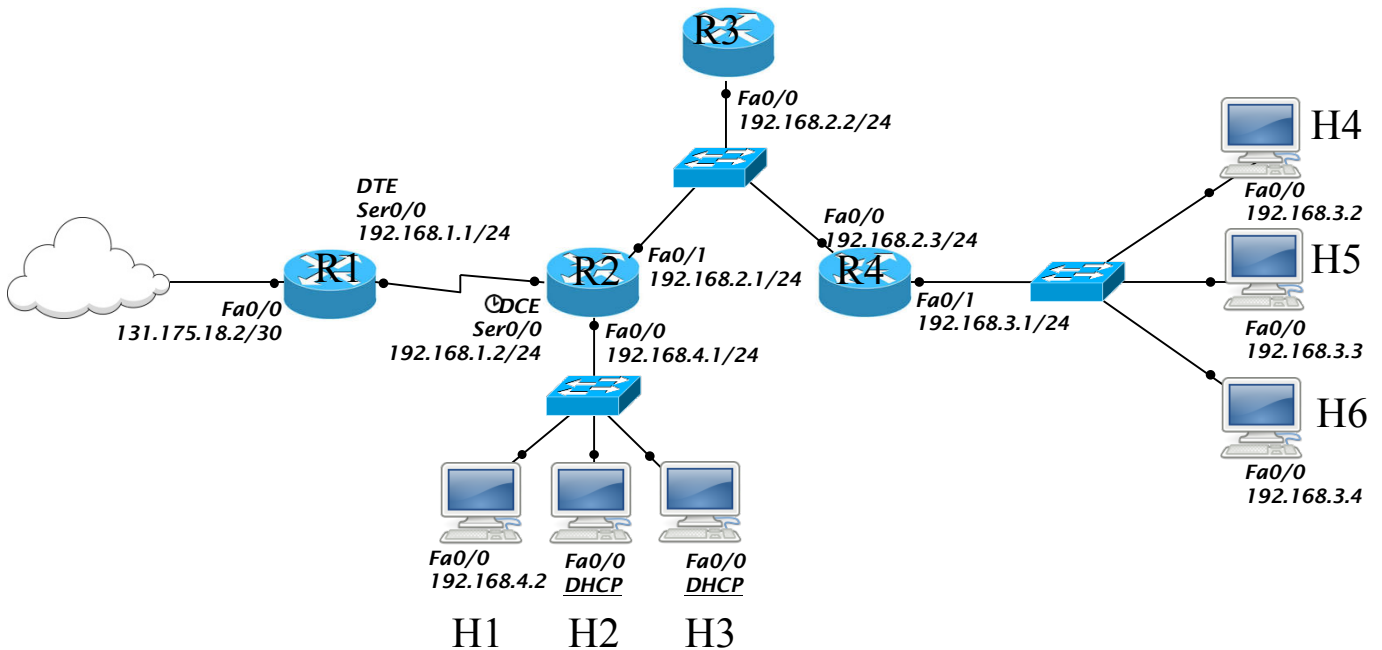 R3
Fa0/0
192.168.2.2/24
H4
Fa0/0
192.168.3.2
DTE
Ser0/0
192.168.1.1/24
R1
Fa0/0
131.175.18.2/30
R2
Fa0/1
192.168.2.1/24
DCE
Ser0/0
192.168.1.2/24
Fa0/0
192.168.4.1/24
Fa0/0
192.168.2.3/24
R4
Fa0/1
192.168.3.1/24
H5
Fa0/0
192.168.3.3
H6
Fa0/0
192.168.3.4
Fa0/0
192.168.4.2
Fa0/0
DHCP
Fa0/0
DHCP
H1
H2
H3